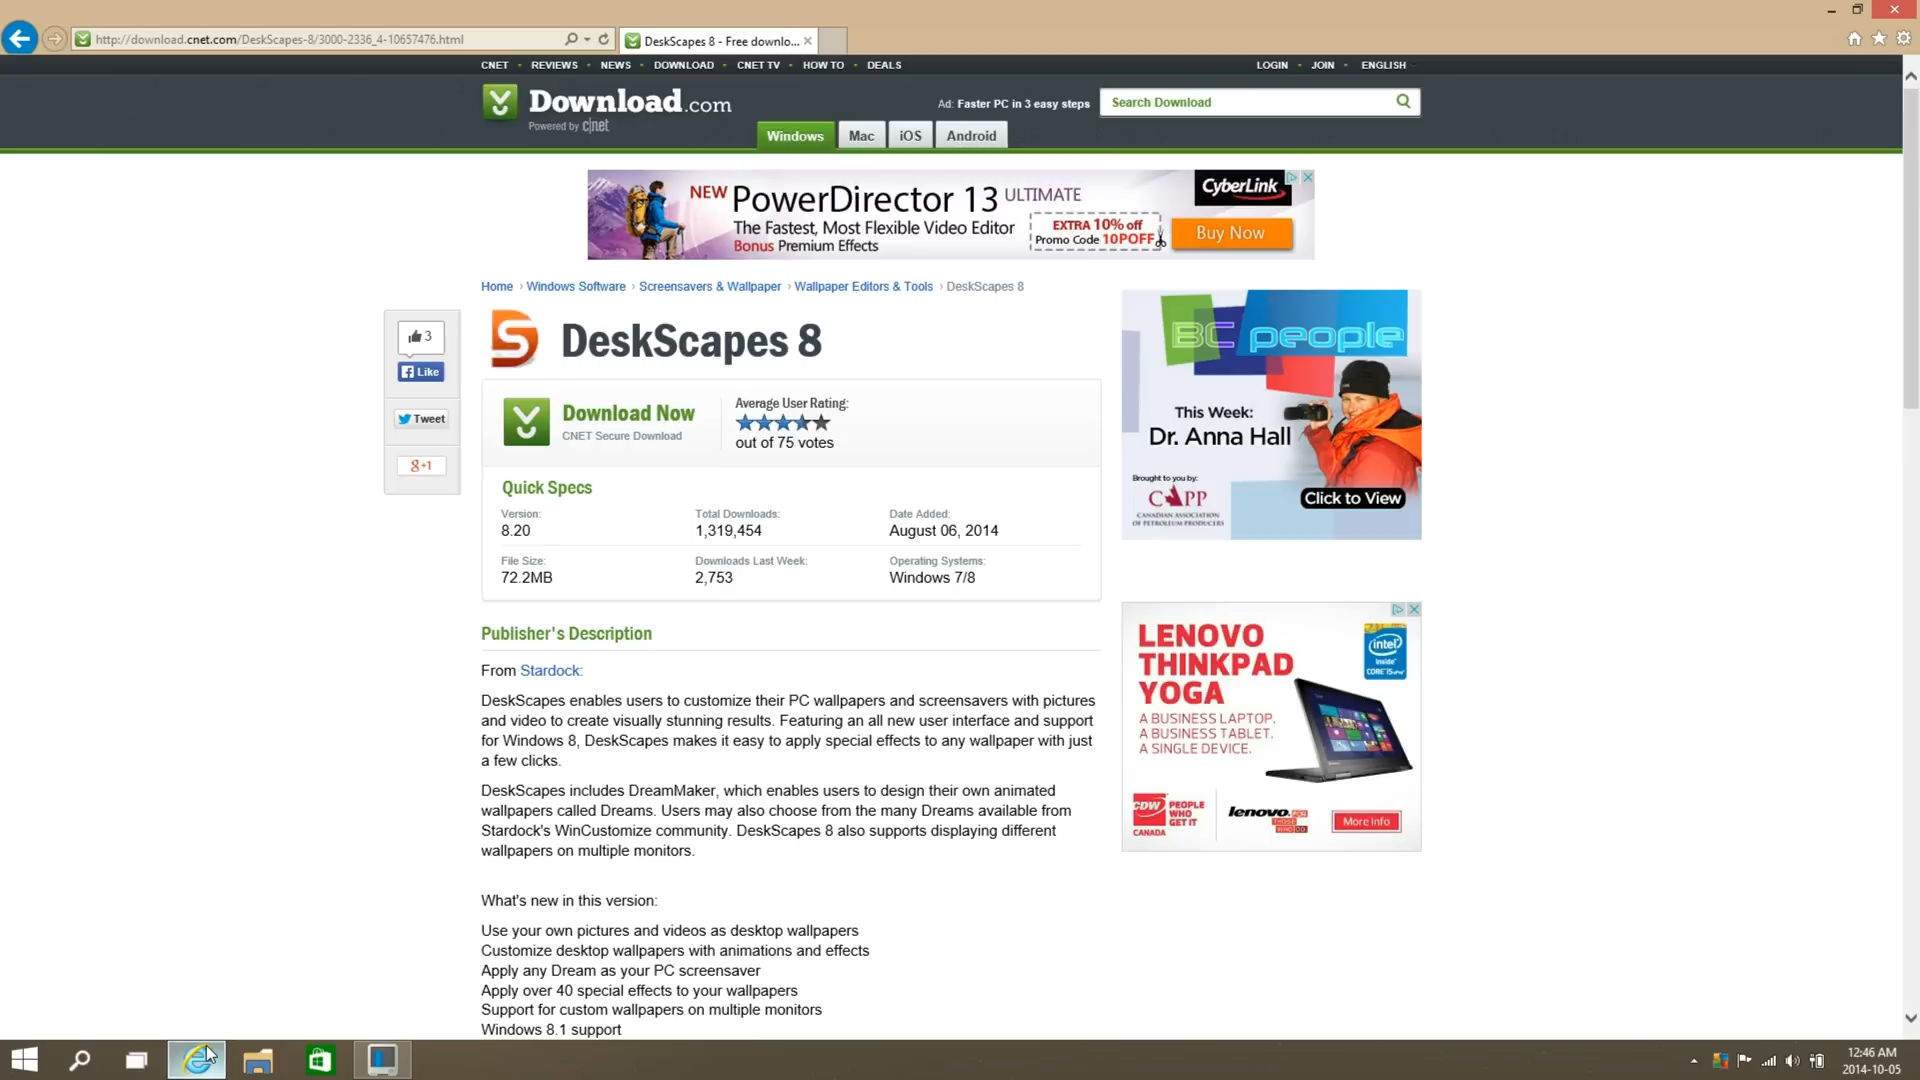 http://download.cnet.com/DeskScapes-8/3000-2336_4-10657476.html
DeskScapes 8 - Free downlo...
CNET
REVIEWS
NEWS
DOWNLOAD
CNET TV
HOW TO
DEALS
LOGIN
JOIN
ENGLISH
Download.com
Powered by c|net
Ad: Faster PC in 3 easy steps
Search Download
Windows
Mac
iOS
Android
NEW PowerDirector 13 ULTIMATE
The Fastest, Most Flexible Video Editor
Bonus Premium Effects
EXTRA 10% off
Promo Code 10POFF
CyberLink
Buy Now
Home › Windows Software › Screensavers & Wallpaper › Wallpaper Editors & Tools › DeskScapes 8
3
Like
Tweet
g+1
DeskScapes 8
Download Now
CNET Secure Download
Average User Rating:
out of 75 votes
Quick Specs
Version:
8.20
Total Downloads:
1,319,454
Date Added:
August 06, 2014
File Size:
72.2MB
Downloads Last Week:
2,753
Operating Systems:
Windows 7/8
Publisher's Description
From Stardock:
DeskScapes enables users to customize their PC wallpapers and screensavers with pictures
and video to create visually stunning results. Featuring an all new user interface and support
for Windows 8, DeskScapes makes it easy to apply special effects to any wallpaper with just
a few clicks.
DeskScapes includes DreamMaker, which enables users to design their own animated
wallpapers called Dreams. Users may also choose from the many Dreams available from
Stardock's WinCustomize community. DeskScapes 8 also supports displaying different
wallpapers on multiple monitors.
What's new in this version:
Use your own pictures and videos as desktop wallpapers
Customize desktop wallpapers with animations and effects
Apply any Dream as your PC screensaver
Apply over 40 special effects to your wallpapers
Support for custom wallpapers on multiple monitors
Windows 8.1 support
BC people
This Week:
Dr. Anna Hall
Brought to you by:
CAPP
CANADIAN ASSOCIATION
OF PETROLEUM PRODUCERS
Click to View
LENOVO
THINKPAD
YOGA
A BUSINESS LAPTOP.
A BUSINESS TABLET.
A SINGLE DEVICE.
intel
inside
CORE i5
CDW PEOPLE
WHO
GET IT
CANADA
lenovo FOR
THOSE
WHO DO
More Info
12:46 AM
2014-10-05